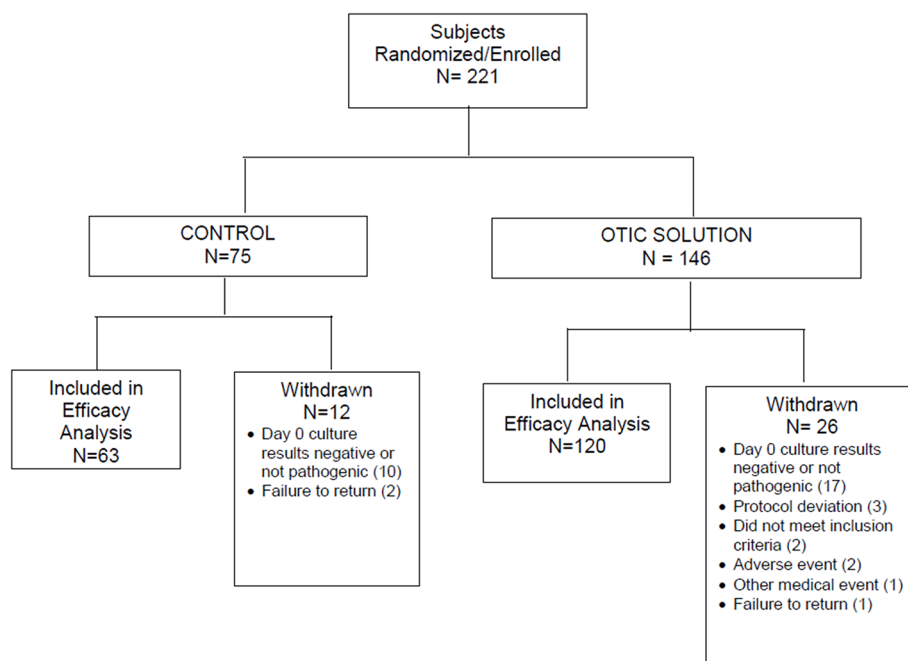 Subjects
Randomized/Enrolled
N= 221
CONTROL
N=75
OTIC SOLUTION
N = 146
Included in
Efficacy
Analysis
N=63
Withdrawn
N=12
• Day 0 culture
results negative or
not pathogenic (10)
• Failure to return (2)
Included in
Efficacy Analysis
N=120
Withdrawn
N= 26
• Day 0 culture results
negative or not
pathogenic (17)
• Protocol deviation (3)
• Did not meet inclusion
criteria (2)
• Adverse event (2)
• Other medical event (1)
• Failure to return (1)